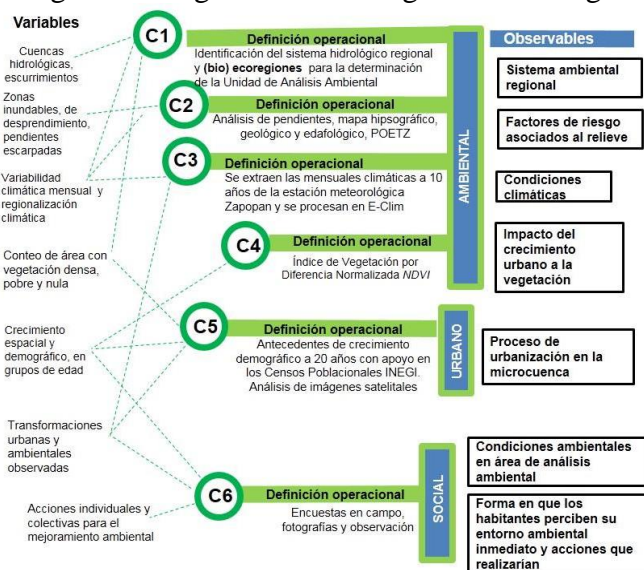 Variables
Cuencas
hidrológicas,
escurrimientos
Zonas
inundables, de
desprendimiento,
pendientes
escarpadas
Variabilidad
climática mensual y
regionalización
climática
Conteo de área con
vegetación densa,
pobre y nula
Crecimiento
espacial y
demográfico, en
grupos de edad
Transformaciones
urbanas y
ambientales
observadas
Acciones individuales y
colectivas para el
mejoramiento ambiental
C1
Definición operacional
Identificación del sistema hidrológico regional
y (bio) ecoregiones para la determinación
de la Unidad de Análisis Ambiental
C2
Definición operacional
Análisis de pendientes, mapa hipsográfico,
geológico y edafológico, POETZ
C3
Definición operacional
Se extraen las mensuales climáticas a 10
años de la estación meteorológica
Zapopan y se procesan en E-Clim
C4
Definición operacional
Índice de Vegetación por
Diferencia Normalizada NDVI
C5
Definición operacional
Antecedentes de crecimiento
demográfico a 20 años con apoyo en
los Censos Poblacionales INEGI.
Análisis de imágenes satelitales
C6
Definición operacional
Encuestas en campo,
fotografías y observación
AMBIENTAL
URBANO
SOCIAL
Observables
Sistema ambiental
regional
Factores de riesgo
asociados al relieve
Condiciones
climáticas
Impacto del
crecimiento
urbano a la
vegetación
Proceso de
urbanización en la
microcuenca
Condiciones ambientales
en área de análisis
ambiental
Forma en que los
habitantes perciben su
entorno ambiental
inmediato y acciones que
realizarían